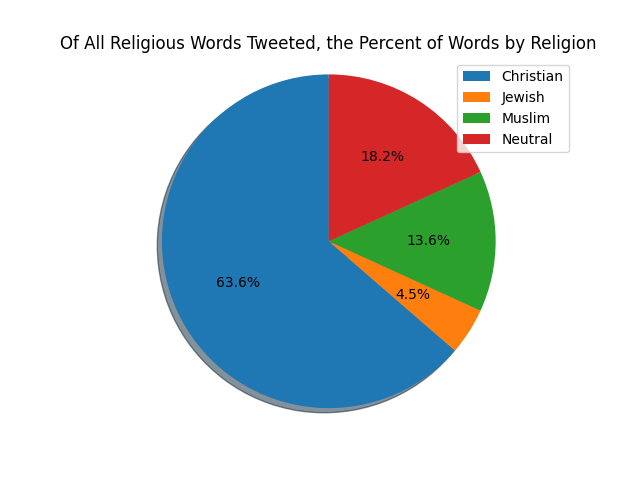 Of All Religious Words Tweeted, the Percent of Words by Religion
Christian
Jewish
Muslim
Neutral
18.2%
13.6%
63.6%
4.5%